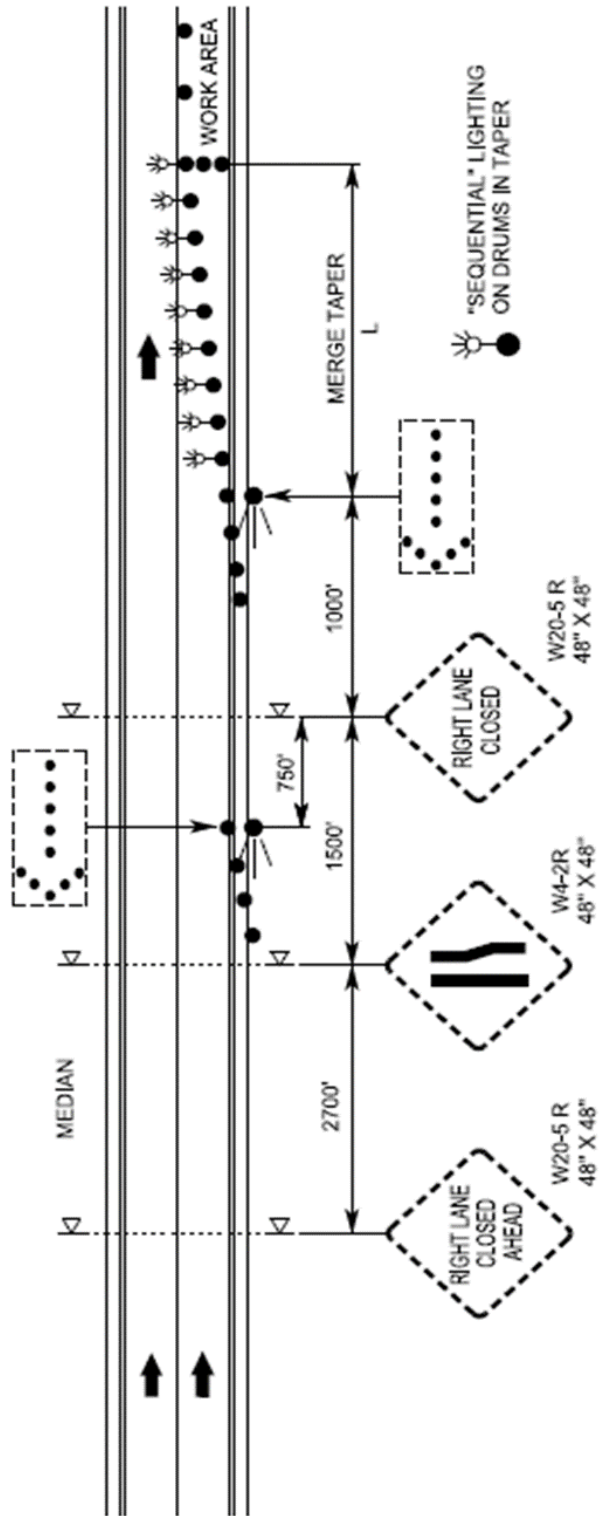 MEDIAN
WORK AREA
2700'
1500'
750'
1000'
MERGE TAPER
L
RIGHT LANE
CLOSED
AHEAD
W20-5 R
48" X 48"
W4-2R
48" X 48"
RIGHT LANE
CLOSED
W20-5 R
48" X 48"
"SEQUENTIAL" LIGHTING
ON DRUMS IN TAPER